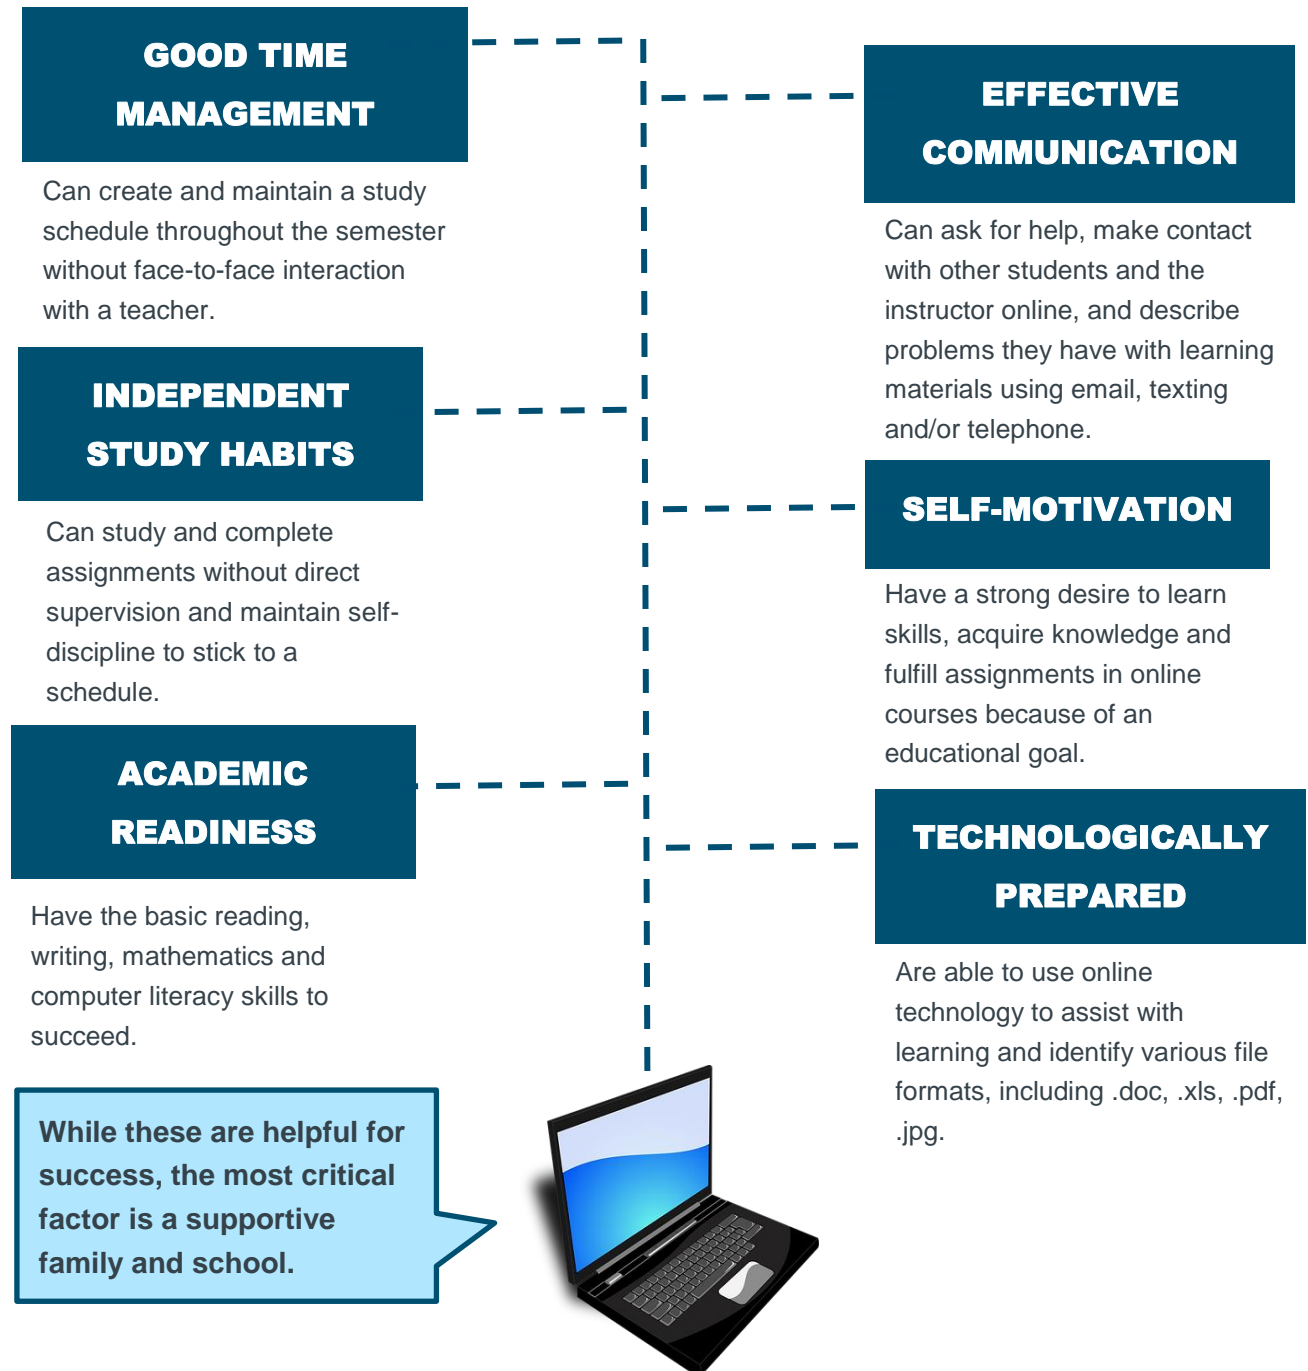 GOOD TIME
MANAGEMENT
Can create and maintain a study
schedule throughout the semester
without face-to-face interaction
with a teacher.
EFFECTIVE
COMMUNICATION
Can ask for help, make contact
with other students and the
instructor online, and describe
problems they have with learning
materials using email, texting
and/or telephone.
INDEPENDENT
STUDY HABITS
Can study and complete
assignments without direct
supervision and maintain self-
discipline to stick to a
schedule.
SELF-MOTIVATION
Have a strong desire to learn
skills, acquire knowledge and
fulfill assignments in online
courses because of an
educational goal.
ACADEMIC
READINESS
Have the basic reading,
writing, mathematics and
computer literacy skills to
succeed.
TECHNOLOGICALLY
PREPARED
Are able to use online
technology to assist with
learning and identify various file
formats, including .doc, .xls, .pdf,
.jpg.
While these are helpful for
success, the most critical
factor is a supportive
family and school.